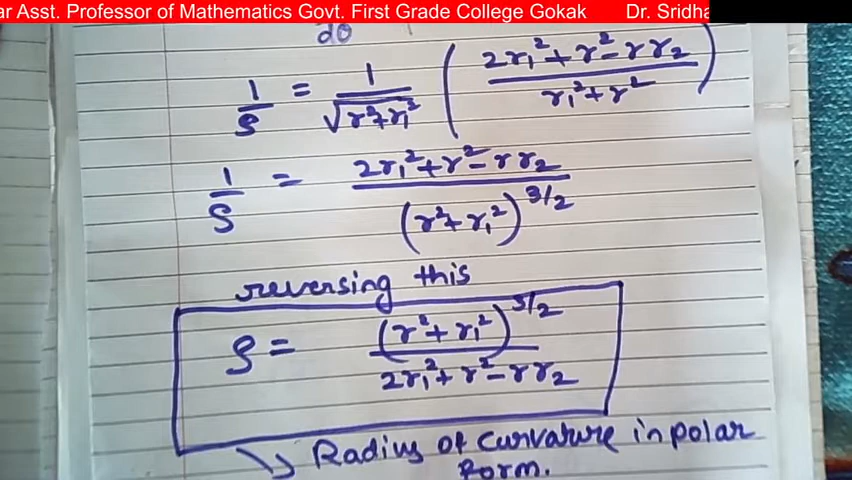 ar Asst. Professor of Mathematics Govt. First Grade College Gokak Dr. Sridha
dθ
1/ρ = 1/√(r²+r₁²) ( (2r₁²+r²-rr₂)/(r₁²+r²) )
1/ρ = (2r₁²+r²-rr₂)/(r²+r₁²)^(3/2)
reversing this
ρ = (r²+r₁²)^(3/2)/(2r₁²+r²-rr₂)
↳ Radius of curvature in polar
form.